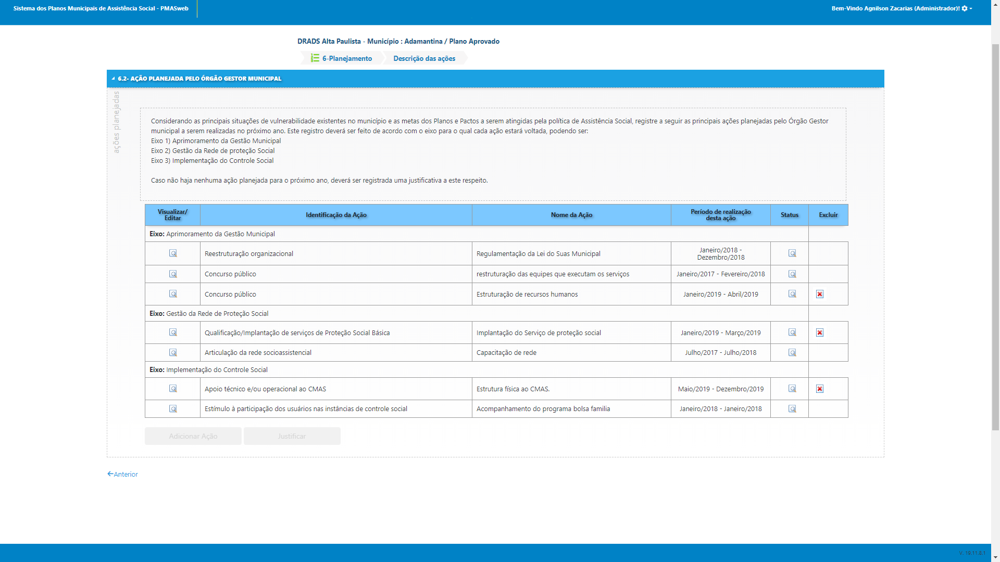 Sistema dos Planos Municipais de Assistência Social - PMASweb
Bem-Vindo Agnilson Zacarias (Administrador)!
DRADS Alta Paulista - Município : Adamantina / Plano Aprovado
6-Planejamento
Descrição das ações
6.2- AÇÃO PLANEJADA PELO ÓRGÃO GESTOR MUNICIPAL
ações planejadas
Considerando as principais situações de vulnerabilidade existentes no município e as metas dos Planos e Pactos a serem atingidas pela política de Assistência Social, registre a seguir as principais ações planejadas pelo Órgão Gestor
municipal a serem realizadas no próximo ano. Este registro deverá ser feito de acordo com o eixo para o qual cada ação estará voltada, podendo ser:
Eixo 1) Aprimoramento da Gestão Municipal
Eixo 2) Gestão da Rede de proteção Social
Eixo 3) Implementação do Controle Social
Caso não haja nenhuma ação planejada para o próximo ano, deverá ser registrada uma justificativa a este respeito.
Visualizar/
Editar
Identificação da Ação
Nome da Ação
Período de realização
desta ação
Status
Excluir
Eixo: Aprimoramento da Gestão Municipal
Reestruturação organizacional
Regulamentação da Lei do Suas Municipal
Janeiro/2018 -
Dezembro/2018
Concurso público
restruturação das equipes que executam os serviços
Janeiro/2017 - Fevereiro/2018
Concurso público
Estruturação de recursos humanos
Janeiro/2019 - Abril/2019
Eixo: Gestão da Rede de Proteção Social
Qualificação/Implantação de serviços de Proteção Social Básica
Implantação do Serviço de proteção social
Janeiro/2019 - Março/2019
Articulação da rede socioassistencial
Capacitação de rede
Julho/2017 - Julho/2018
Eixo: Implementação do Controle Social
Apoio técnico e/ou operacional ao CMAS
Estrutura física ao CMAS.
Maio/2019 - Dezembro/2019
Estímulo à participação dos usuários nas instâncias de controle social
Acompanhamento do programa bolsa familia
Janeiro/2018 - Janeiro/2018
Adicionar Ação
Justificar
Anterior
V. 19.11.8.1